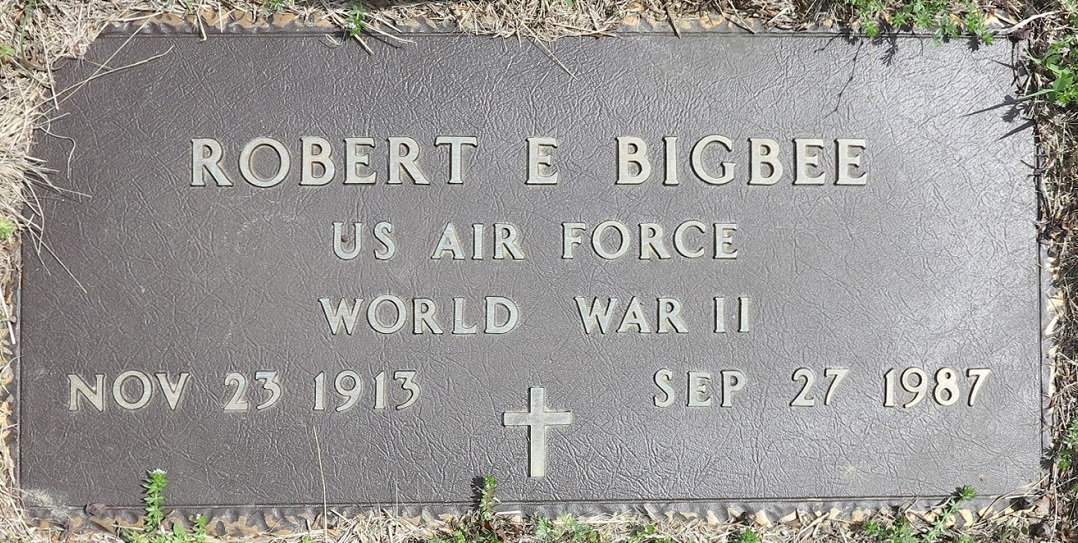 ROBERT E BIGBEE
US AIR FORCE
WORLD WAR II
NOV 23 1913 SEP 27 1987